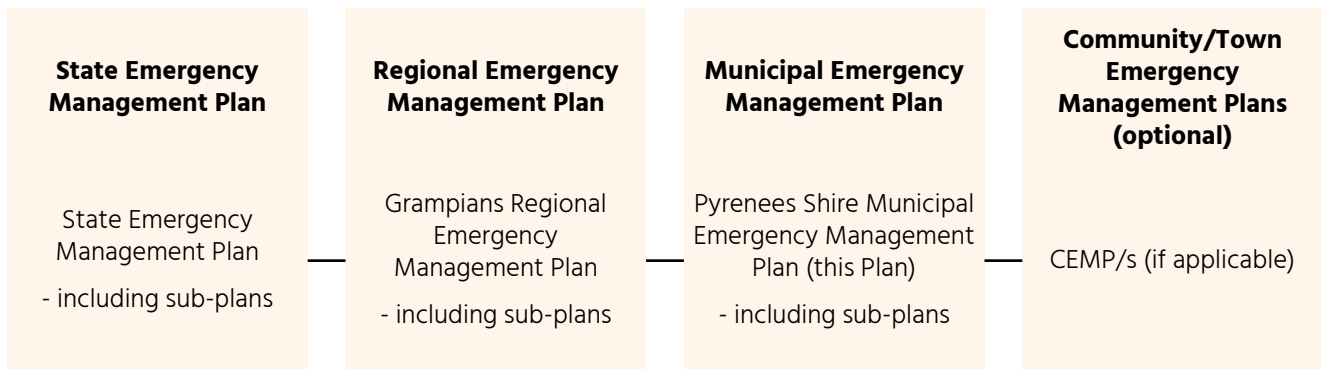 State Emergency
Management Plan
State Emergency
Management Plan
- including sub-plans
Regional Emergency
Management Plan
Grampians Regional
Emergency
Management Plan
- including sub-plans
Municipal Emergency
Management Plan
Pyrenees Shire Municipal
Emergency Management
Plan (this Plan)
- including sub-plans
Community/Town
Emergency
Management Plans
(optional)
CEMP/s (if applicable)